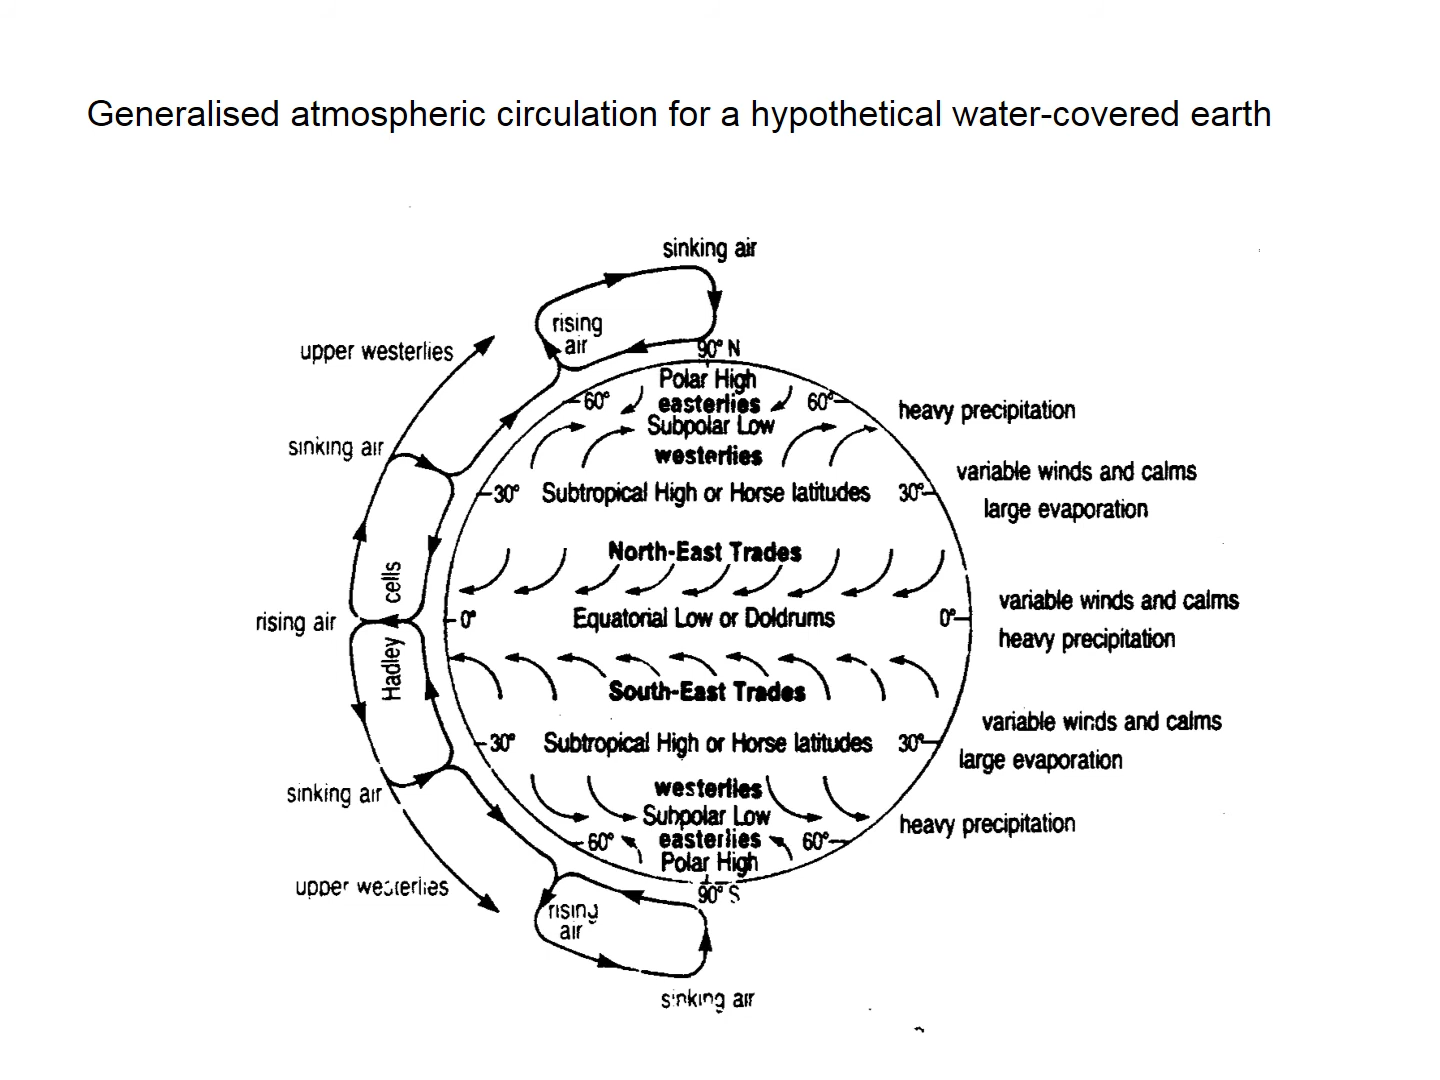 Generalised atmospheric circulation for a hypothetical water-covered earth
sinking air
rising
air
90° N
upper westerlies
Polar High
60°
easterlies
60°
heavy precipitation
Subpolar Low
sinking air
westerlies
variable winds and calms
30°
Subtropical High or Horse latitudes
30°
large evaporation
North-East Trades
cells
variable winds and calms
rising air
0°
Equatorial Low or Doldrums
0°
heavy precipitation
Hadley
South-East Trades
variable winds and calms
30°
Subtropical High or Horse latitudes
30°
large evaporation
sinking air
westerlies
Subpolar Low
heavy precipitation
60°
easterlies
60°
Polar High
upper westerlies
90° S
rising
air
sinking air